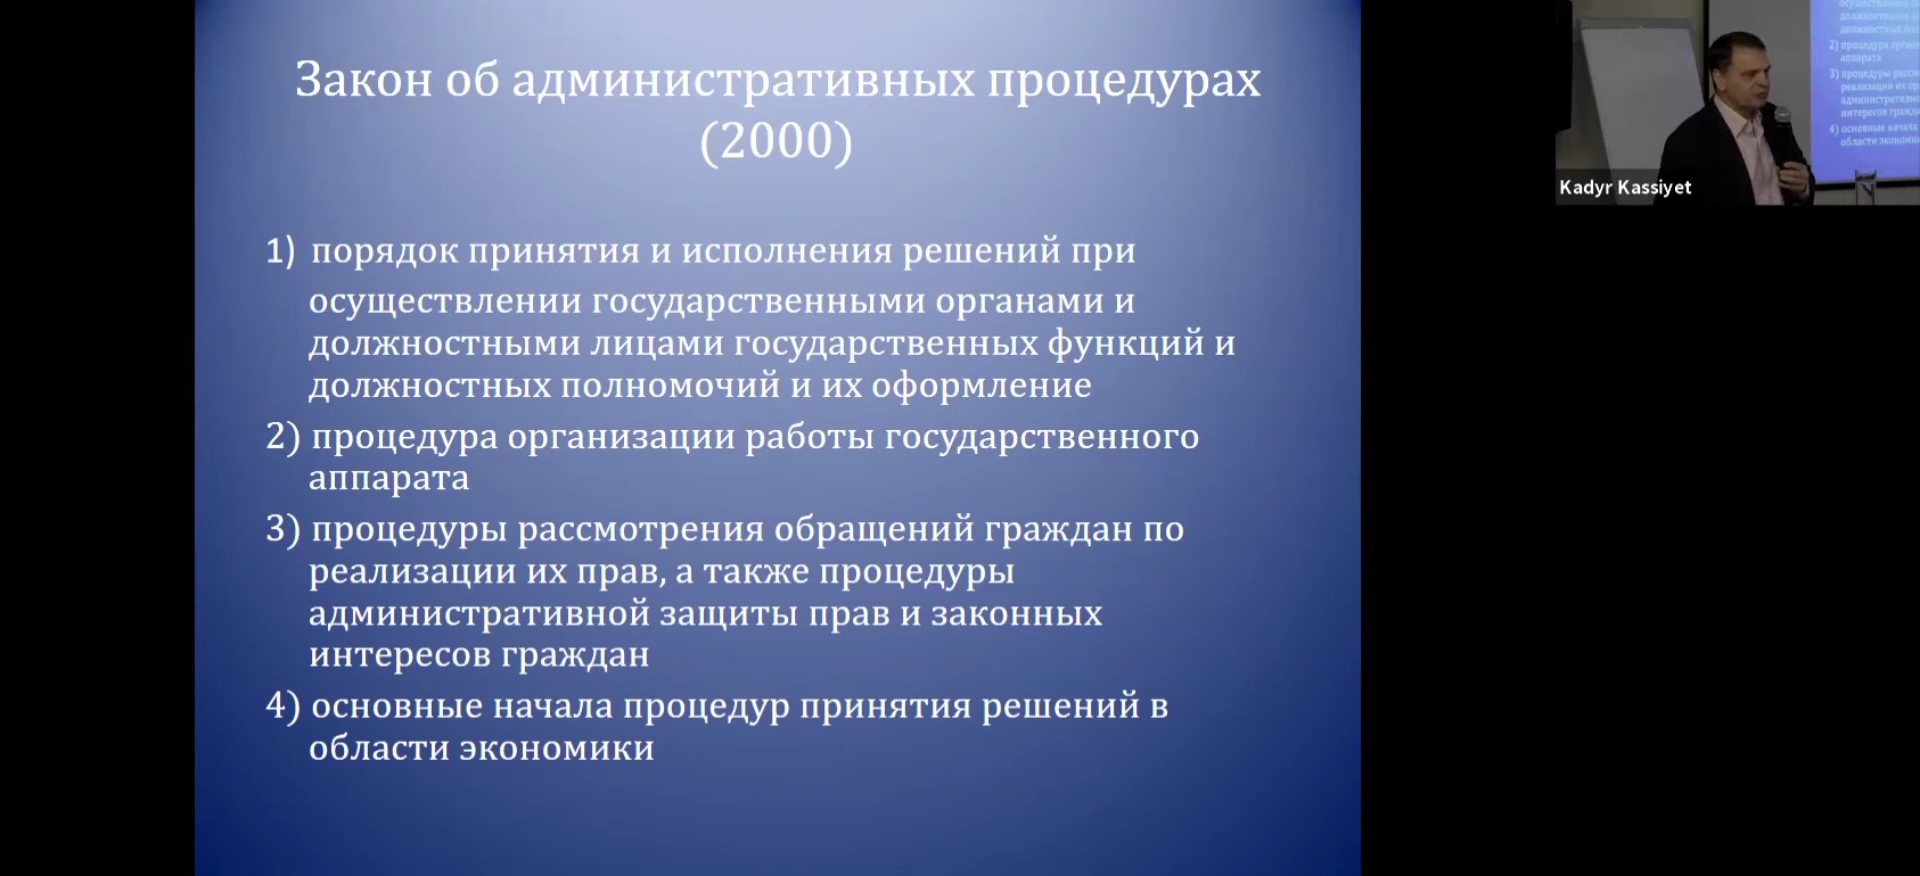 Закон об административных процедурах
(2000)
1) порядок принятия и исполнения решений при
осуществлении государственными органами и
должностными лицами государственных функций и
должностных полномочий и их оформление
2) процедура организации работы государственного
аппарата
3) процедуры рассмотрения обращений граждан по
реализации их прав, а также процедуры
административной защиты прав и законных
интересов граждан
4) основные начала процедур принятия решений в
области экономики
Kadyr Kassiyet